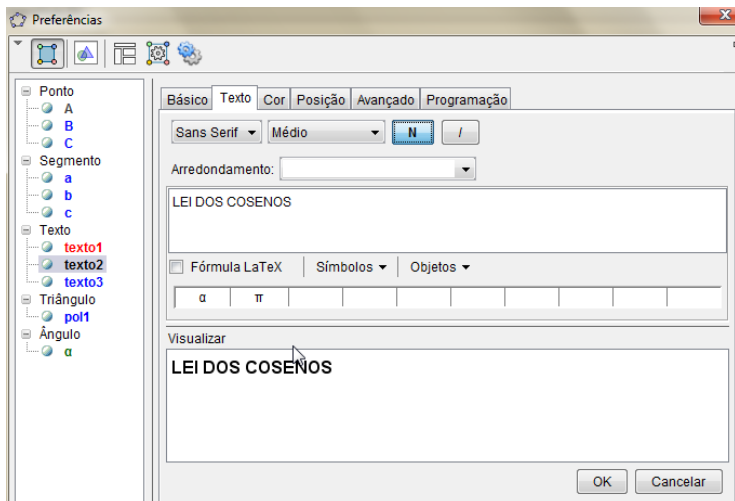 Preferências
Ponto
A
B
C
Segmento
a
b
c
Texto
texto1
texto2
texto3
Triângulo
pol1
Ângulo
α
Básico Texto Cor Posição Avançado Programação
Sans Serif Médio N I
Arredondamento:
LEI DOS COSENOS
Fórmula LaTeX Símbolos Objetos
α π
Visualizar
LEI DOS COSENOS
OK Cancelar